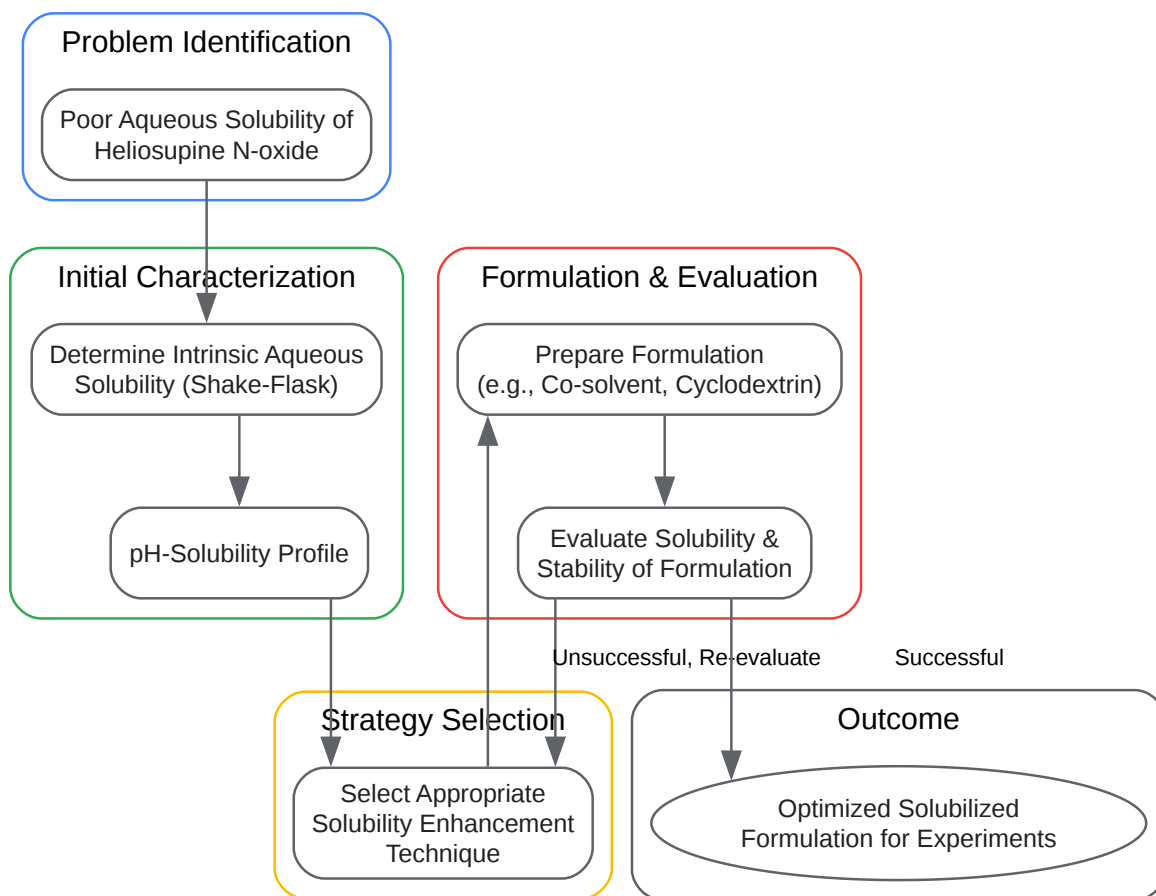 Problem Identification
Poor Aqueous Solubility of
Heliosupine N-oxide
Initial Characterization
Determine Intrinsic Aqueous
Solubility (Shake-Flask)
pH-Solubility Profile
Formulation & Evaluation
Prepare Formulation
(e.g., Co-solvent, Cyclodextrin)
Evaluate Solubility &
Stability of Formulation
Unsuccessful, Re-evaluate
Successful
Strategy Selection
Select Appropriate
Solubility Enhancement
Technique
Outcome
Optimized Solubilized
Formulation for Experiments